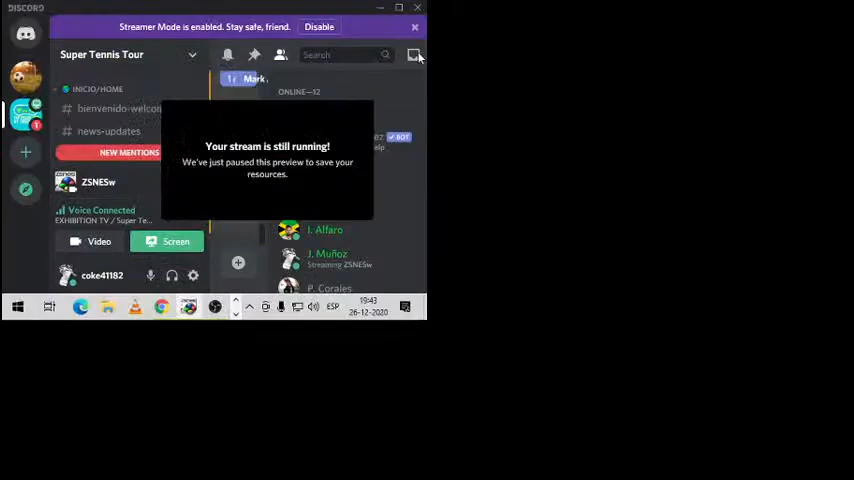 DISCORD
Streamer Mode is enabled. Stay safe, friend.
Disable
Super Tennis Tour
Search
INICIO/HOME
Mark
ONLINE—12
# bienvenido-welcom
# news-updates
BOT
NEW MENTIONS
Your stream is still running!
We've just paused this preview to save your
resources.
ZSNESw
Voice Connected
EXHIBITION TV / Super Te...
Video
Screen
J. Alfaro
J. Muñoz
Streaming ZSNESw
P. Corales
coke41182
1
ESP
19:43
26-12-2020